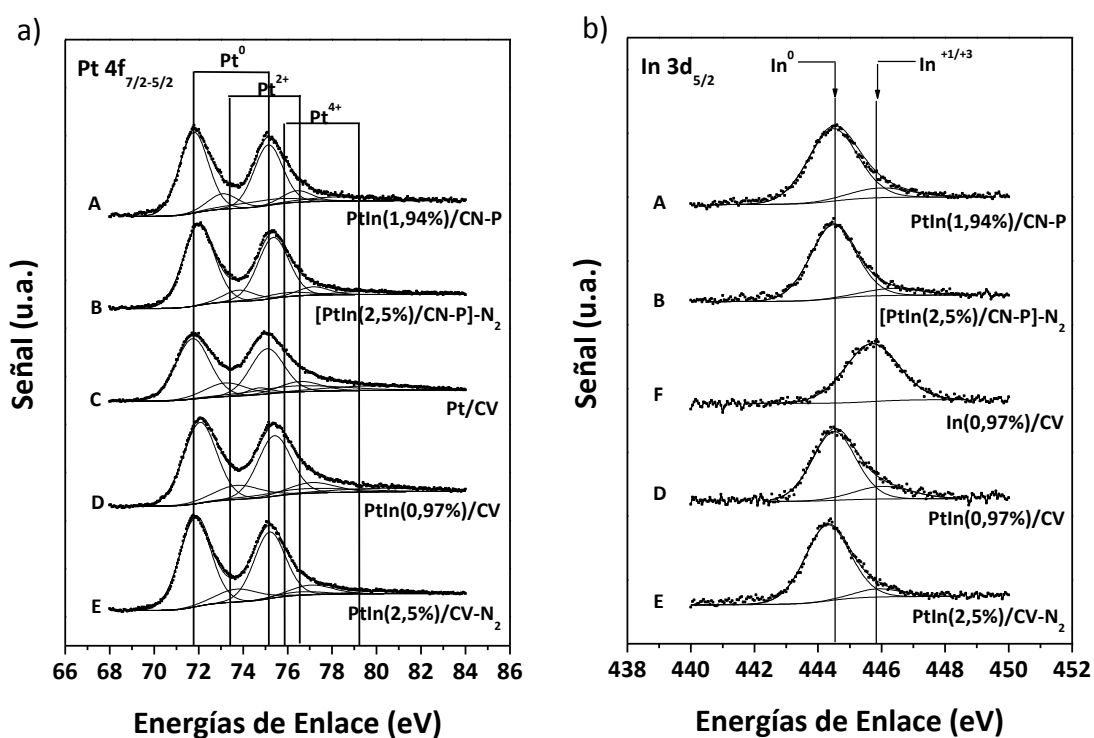 a)
Pt 4f7/2-5/2
Pt0
Pt2+
Pt4+
A
PtIn(1,94%)/CN-P
B
[PtIn(2,5%)/CN-P]-N2
C
Pt/CV
D
PtIn(0,97%)/CV
E
PtIn(2,5%)/CV-N2
Señal (u.a.)
66 68 70 72 74 76 78 80 82 84 86
Energías de Enlace (eV)
b)
In 3d5/2
In0
In+1/+3
A
PtIn(1,94%)/CN-P
B
[PtIn(2,5%)/CN-P]-N2
F
In(0,97%)/CV
D
PtIn(0,97%)/CV
E
PtIn(2,5%)/CV-N2
Señal (u.a.)
438 440 442 444 446 448 450 452
Energías de Enlace (eV)